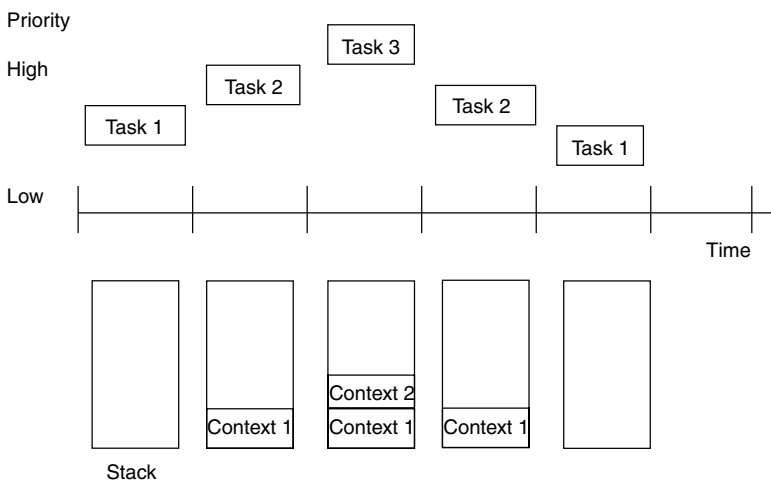 Priority
Task 3
High
Task 2
Task 2
Task 1
Task 1
Low
Time
Context 2
Context 1
Context 1
Context 1
Stack